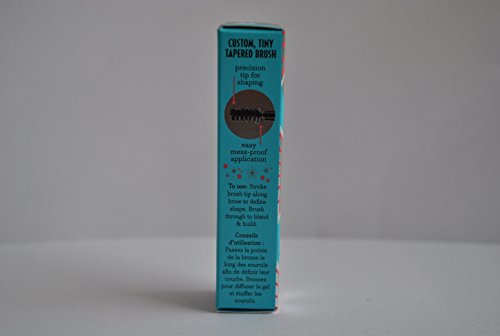 CUSTOM, TINY
TAPERED BRUSH
precision
tip for
shaping
easy
mess-proof
application
To use: Stroke
brush tip along
brow to define
shape. Brush
through to blend
& build.
Conseils
d'utilisation :
Passez la pointe
de la brosse le
long des sourcils
afin de définir leur
courbe. Brossez
pour diffuser le gel
et étoffer les
sourcils.